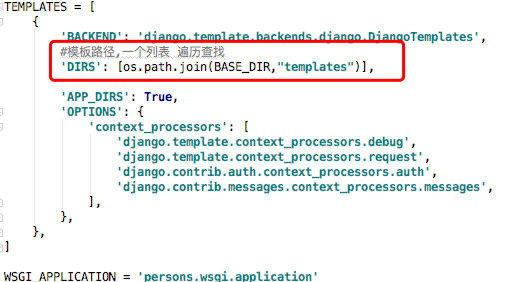 TEMPLATES = [
    {
        'BACKEND': 'django.template.backends.django.DjangoTemplates',
        #模板路径,一个列表 遍历查找
        'DIRS': [os.path.join(BASE_DIR,"templates")],
        'APP_DIRS': True,
        'OPTIONS': {
            'context_processors': [
                'django.template.context_processors.debug',
                'django.template.context_processors.request',
                'django.contrib.auth.context_processors.auth',
                'django.contrib.messages.context_processors.messages',
            ],
        },
    },
]
WSGI_APPLICATION = 'persons.wsgi.application'